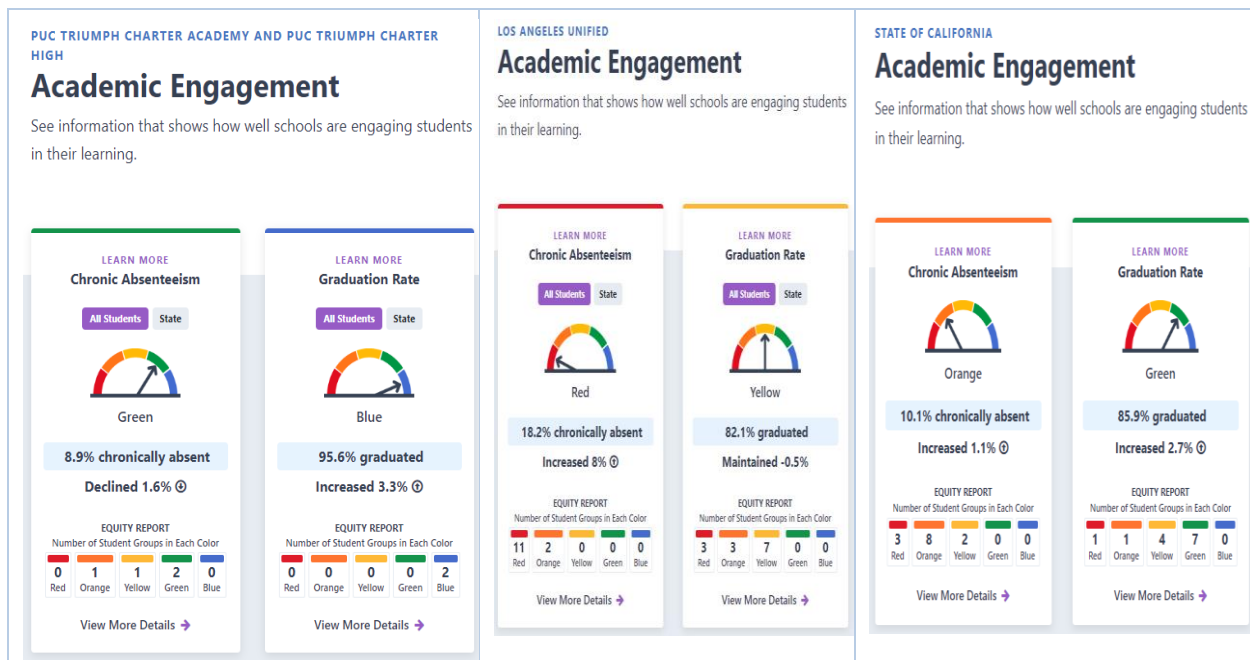 PUC TRIUMPH CHARTER ACADEMY AND PUC TRIUMPH CHARTER
HIGH
Academic Engagement
See information that shows how well schools are engaging students
in their learning.
LEARN MORE
Chronic Absenteeism
All Students State
Green
8.9% chronically absent
Declined 1.6%
EQUITY REPORT
Number of Student Groups in Each Color
0 1 1 2 0
Red Orange Yellow Green Blue
View More Details →
LEARN MORE
Graduation Rate
All Students State
Blue
95.6% graduated
Increased 3.3%
EQUITY REPORT
Number of Student Groups in Each Color
0 0 0 0 2
Red Orange Yellow Green Blue
View More Details →
LOS ANGELES UNIFIED
Academic Engagement
See information that shows how well schools are engaging students
in their learning.
LEARN MORE
Chronic Absenteeism
All Students State
Red
18.2% chronically absent
Increased 8%
EQUITY REPORT
Number of Student Groups in Each Color
11 2 0 0 0
Red Orange Yellow Green Blue
View More Details →
LEARN MORE
Graduation Rate
All Students State
Yellow
82.1% graduated
Maintained -0.5%
EQUITY REPORT
Number of Student Groups in Each Color
3 3 7 0 0
Red Orange Yellow Green Blue
View More Details →
STATE OF CALIFORNIA
Academic Engagement
See information that shows how well schools are engaging students
in their learning.
LEARN MORE
Chronic Absenteeism
Orange
10.1% chronically absent
Increased 1.1%
EQUITY REPORT
Number of Student Groups in Each Color
3 8 2 0 0
Red Orange Yellow Green Blue
View More Details →
LEARN MORE
Graduation Rate
Green
85.9% graduated
Increased 2.7%
EQUITY REPORT
Number of Student Groups in Each Color
1 1 4 7 0
Red Orange Yellow Green Blue
View More Details →